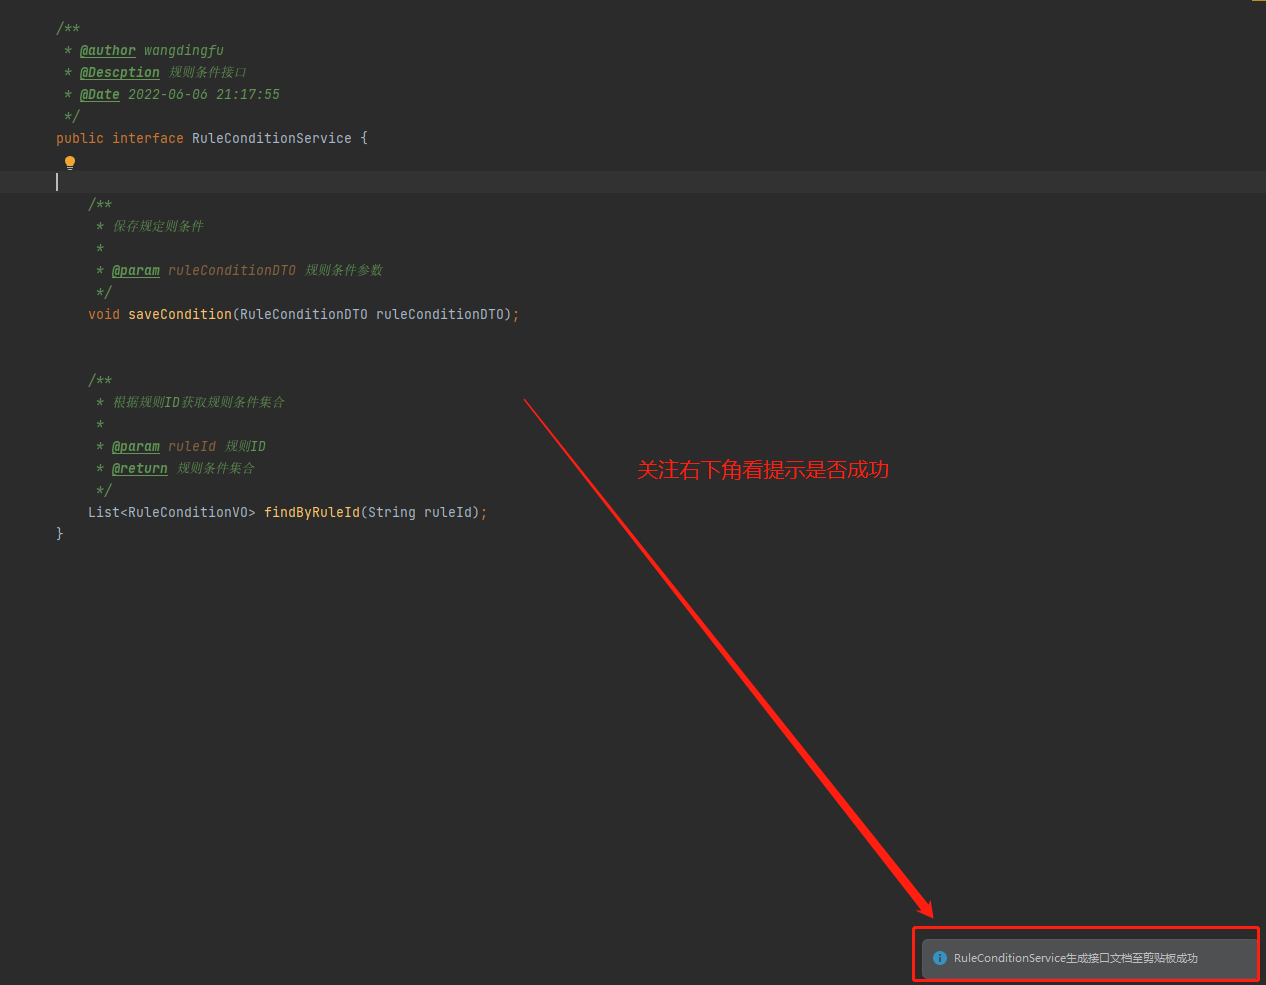 /**
* @author wangdingfu
* @Descption 规则条件接口
* @Date 2022-06-06 21:17:55
*/
public interface RuleConditionService {
/**
* 保存规定则条件
*
* @param ruleConditionDTO 规则条件参数
*/
void saveCondition(RuleConditionDTO ruleConditionDTO);
/**
* 根据规则ID获取规则条件集合
*
* @param ruleId 规则ID
* @return 规则条件集合
*/
List<RuleConditionVO> findByRuleId(String ruleId);
}
关注右下角看提示是否成功
RuleConditionService生成接口文档至剪贴板成功